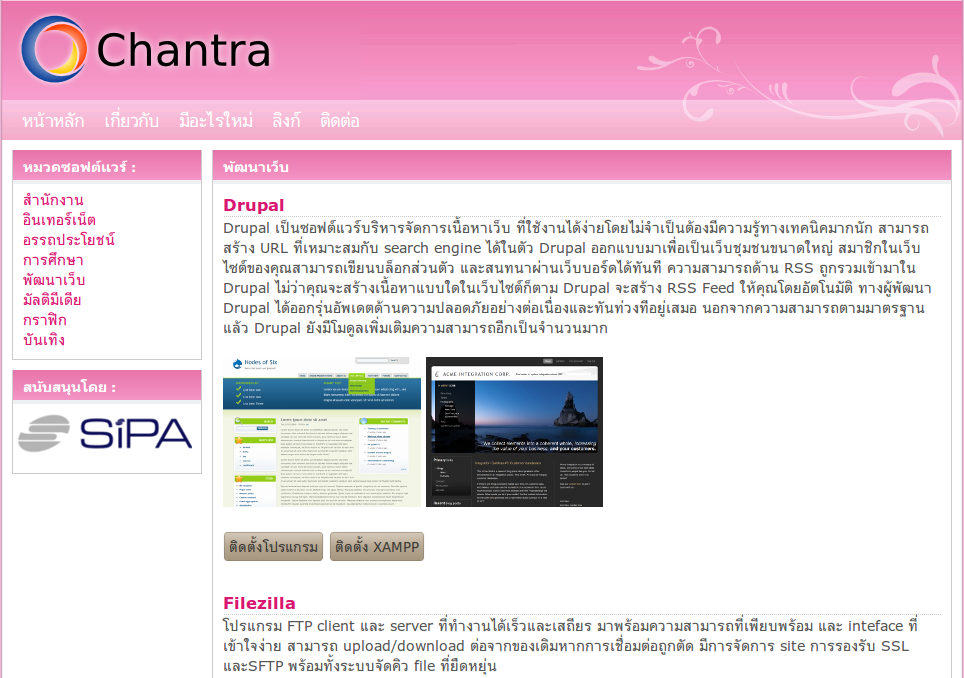 Chantra
หน้าหลัก เกี่ยวกับ มีอะไรใหม่ ลิงก์ ติดต่อ
หมวดซอฟต์แวร์ :
สำนักงาน
อินเทอร์เน็ต
อรรถประโยชน์
การศึกษา
พัฒนาเว็บ
มัลติมีเดีย
กราฟิก
บันเทิง
สนับสนุนโดย :
SiPA
พัฒนาเว็บ
Drupal
Drupal เป็นซอฟต์แวร์บริหารจัดการเนื้อหาเว็บ ที่ใช้งานได้ง่ายโดยไม่จำเป็นต้องมีความรู้ทางเทคนิคมากนัก สามารถ
สร้าง URL ที่เหมาะสมกับ search engine ได้ในตัว Drupal ออกแบบมาเพื่อเป็นเว็บชุมชนขนาดใหญ่ สมาชิกในเว็บ
ไซต์ของคุณสามารถเขียนบล็อกส่วนตัว และสนทนาผ่านเว็บบอร์ดได้ทันที ความสามารถด้าน RSS ถูกรวมเข้ามาใน
Drupal ไม่ว่าคุณจะสร้างเนื้อหาแบบใดในเว็บไซต์ก็ตาม Drupal จะสร้าง RSS Feed ให้คุณโดยอัตโนมัติ ทางผู้พัฒนา
Drupal ได้ออกรุ่นอัพเดตด้านความปลอดภัยอย่างต่อเนื่องและทันท่วงทีอยู่เสมอ นอกจากความสามารถตามมาตรฐาน
แล้ว Drupal ยังมีโมดูลเพิ่มเติมความสามารถอีกเป็นจำนวนมาก
Nodes of Six
ACME INTEGRATION CORP.
We collect elements into a coherent whole, increasing
the value of your business, and your customers.
ติดตั้งโปรแกรม ติดตั้ง XAMPP
Filezilla
โปรแกรม FTP client และ server ที่ทำงานได้เร็วและเสถียร มาพร้อมความสามารถที่เพียบพร้อม และ inteface ที่
เข้าใจง่าย สามารถ upload/download ต่อจากของเดิมหากการเชื่อมต่อถูกตัด มีการจัดการ site การรองรับ SSL
และSFTP พร้อมทั้งระบบจัดคิว file ที่ยืดหยุ่น